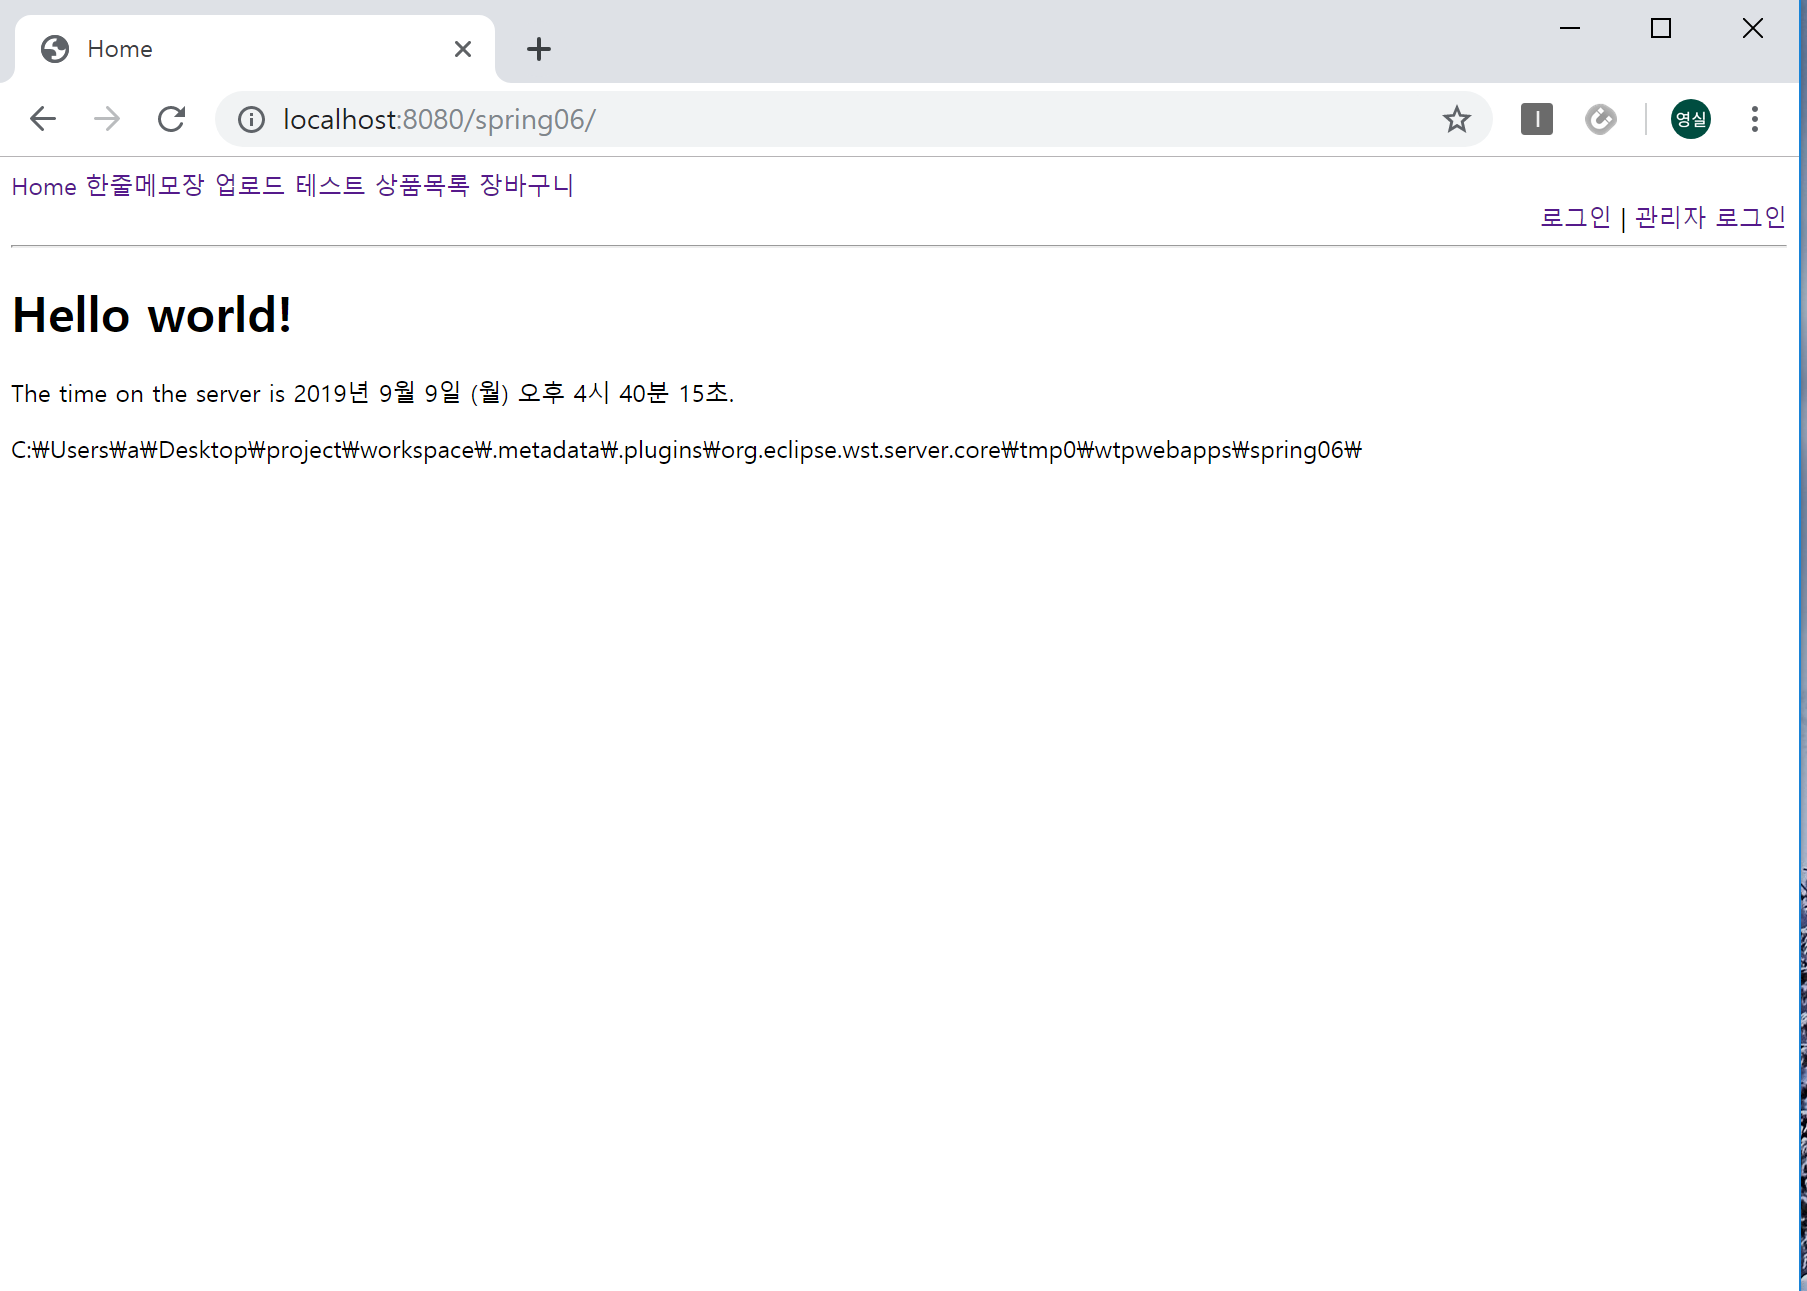 Home
localhost:8080/spring06/
I
영실
Home 한줄메모장 업로드 테스트 상품목록 장바구니
로그인 | 관리자 로그인
Hello world!
The time on the server is 2019년 9월 9일 (월) 오후 4시 40분 15초.
C:₩Users₩a₩Desktop₩project₩workspace₩.metadata₩.plugins₩org.eclipse.wst.server.core₩tmp0₩wtpwebapps₩spring06₩